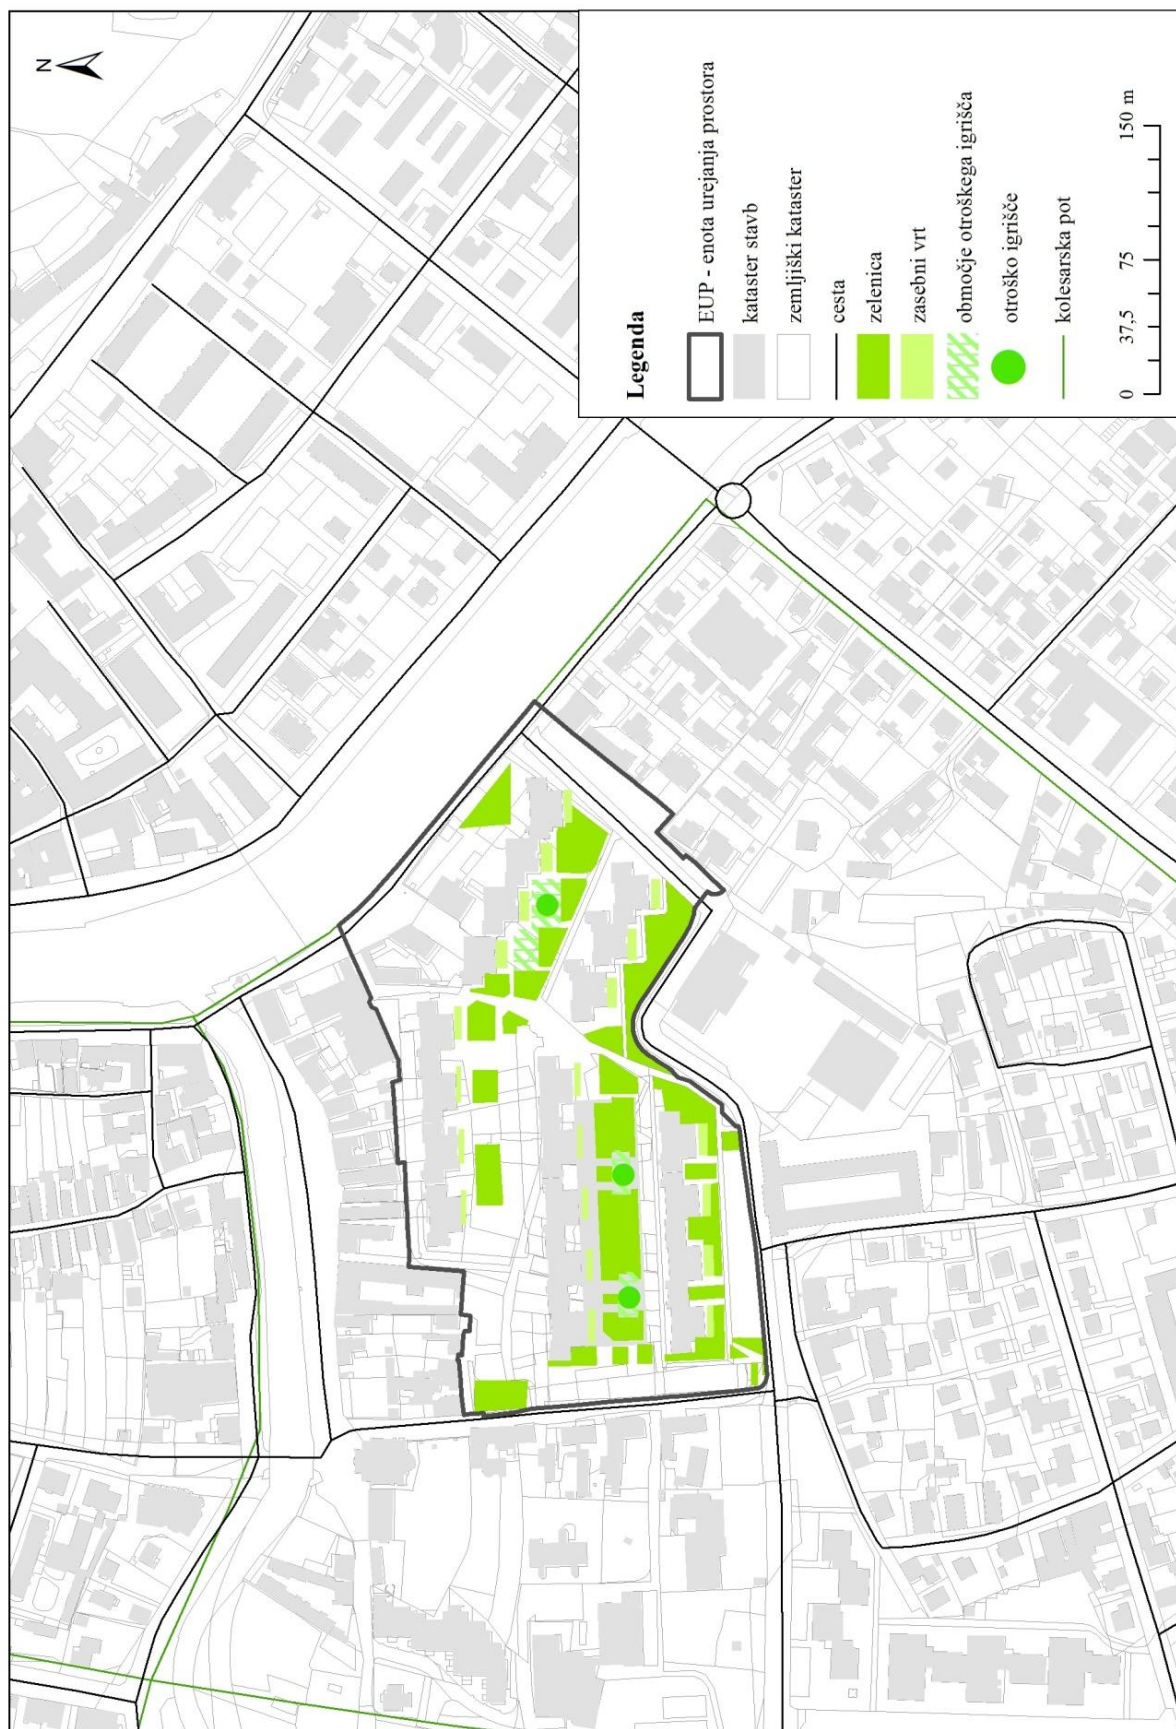 N
Legenda
EUP - enota urejanja prostora
kataster stavb
zemljiški kataster
cesta
zelenica
zasebni vrt
območje otroškega igrišča
otroško igrišče
kolesarska pot
0 37,5 75 150 m